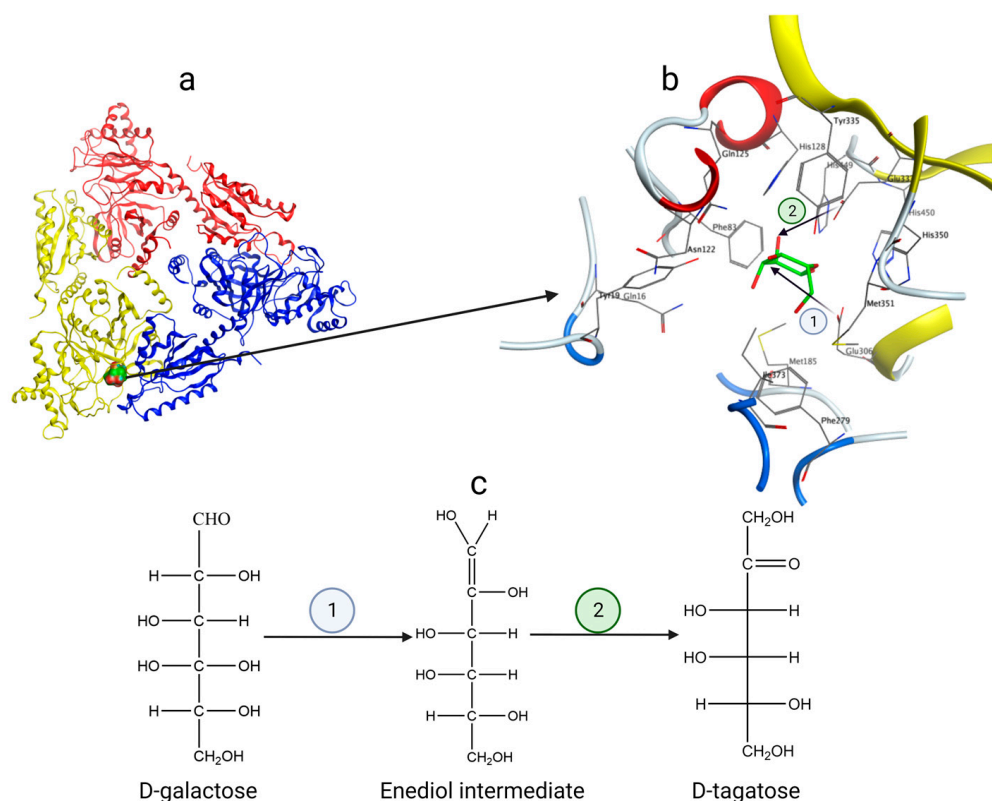 a
b
Tyr335
Gln125
His128
His449
Glu33
2
His450
Phe83
His350
Asn122
Tyr19
Gln16
Met351
1
Glu306
Met185
Phe279
c
CHO
H C OH
HO C H
HO C OH
H C OH
CH₂OH
D-galactose
1
HO H
C
C OH
HO C H
HO C H
H C OH
CH₂OH
Enediol intermediate
2
CH₂OH
C O
HO H
HO H
H OH
CH₂OH
D-tagatose